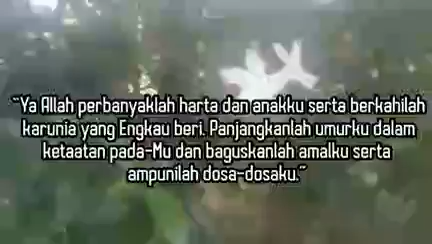 "Ya Allah perbanyaklah harta dan anakku serta berkahilah
karunia yang Engkau beri. Panjangkanlah umurku dalam
ketaatan pada-Mu dan baguskanlah amalku serta
ampunilah dosa-dosaku."